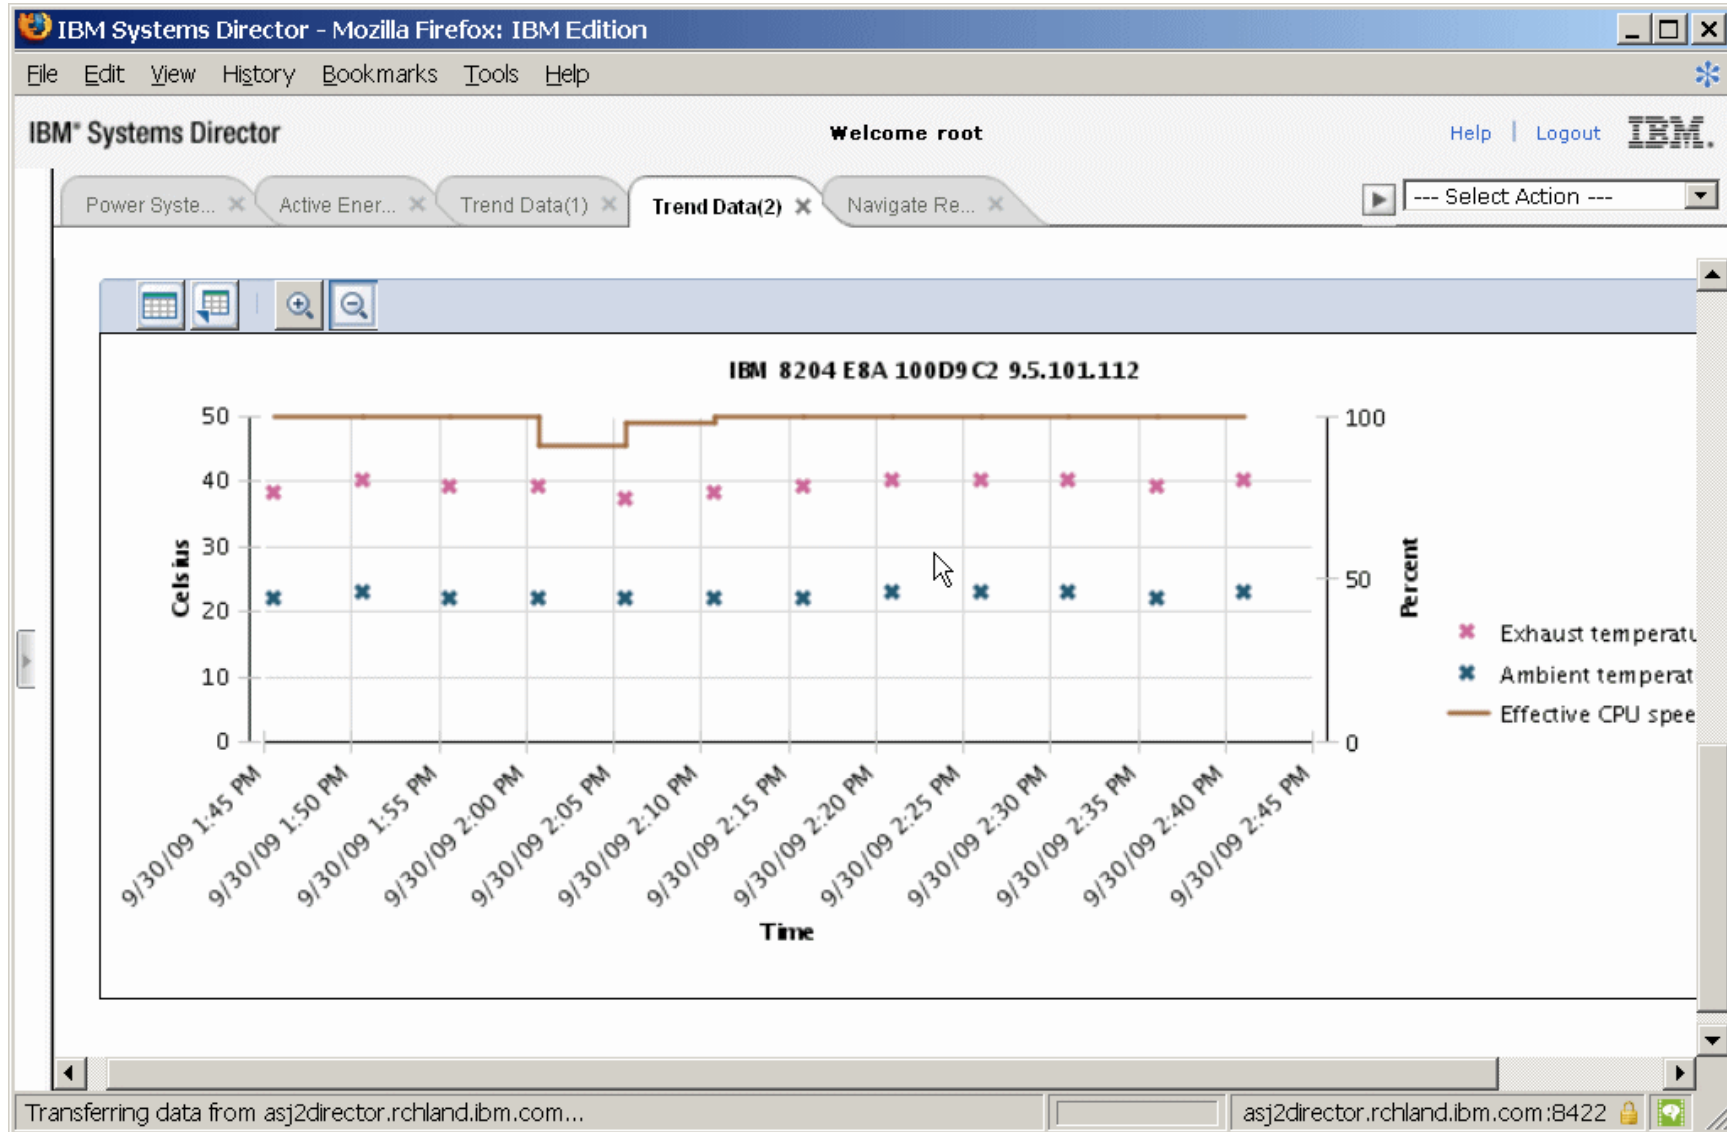 IBM Systems Director - Mozilla Firefox: IBM Edition
File Edit View History Bookmarks Tools Help
IBM® Systems Director Welcome root Help | Logout IBM.
Power Syste... Active Ener... Trend Data(1) Trend Data(2) Navigate Re... --- Select Action ---
IBM 8204 E8A 100D9C2 9.5.101.112
50
40
30
20
10
0
Celsius
100
50
0
Percent
Exhaust temperatu
Ambient temperat
Effective CPU spee
9/30/09 1:45 PM
9/30/09 1:50 PM
9/30/09 1:55 PM
9/30/09 2:00 PM
9/30/09 2:05 PM
9/30/09 2:10 PM
9/30/09 2:15 PM
9/30/09 2:20 PM
9/30/09 2:25 PM
9/30/09 2:30 PM
9/30/09 2:35 PM
9/30/09 2:40 PM
9/30/09 2:45 PM
Time
Transferring data from asj2director.rchland.ibm.com... asj2director.rchland.ibm.com:8422